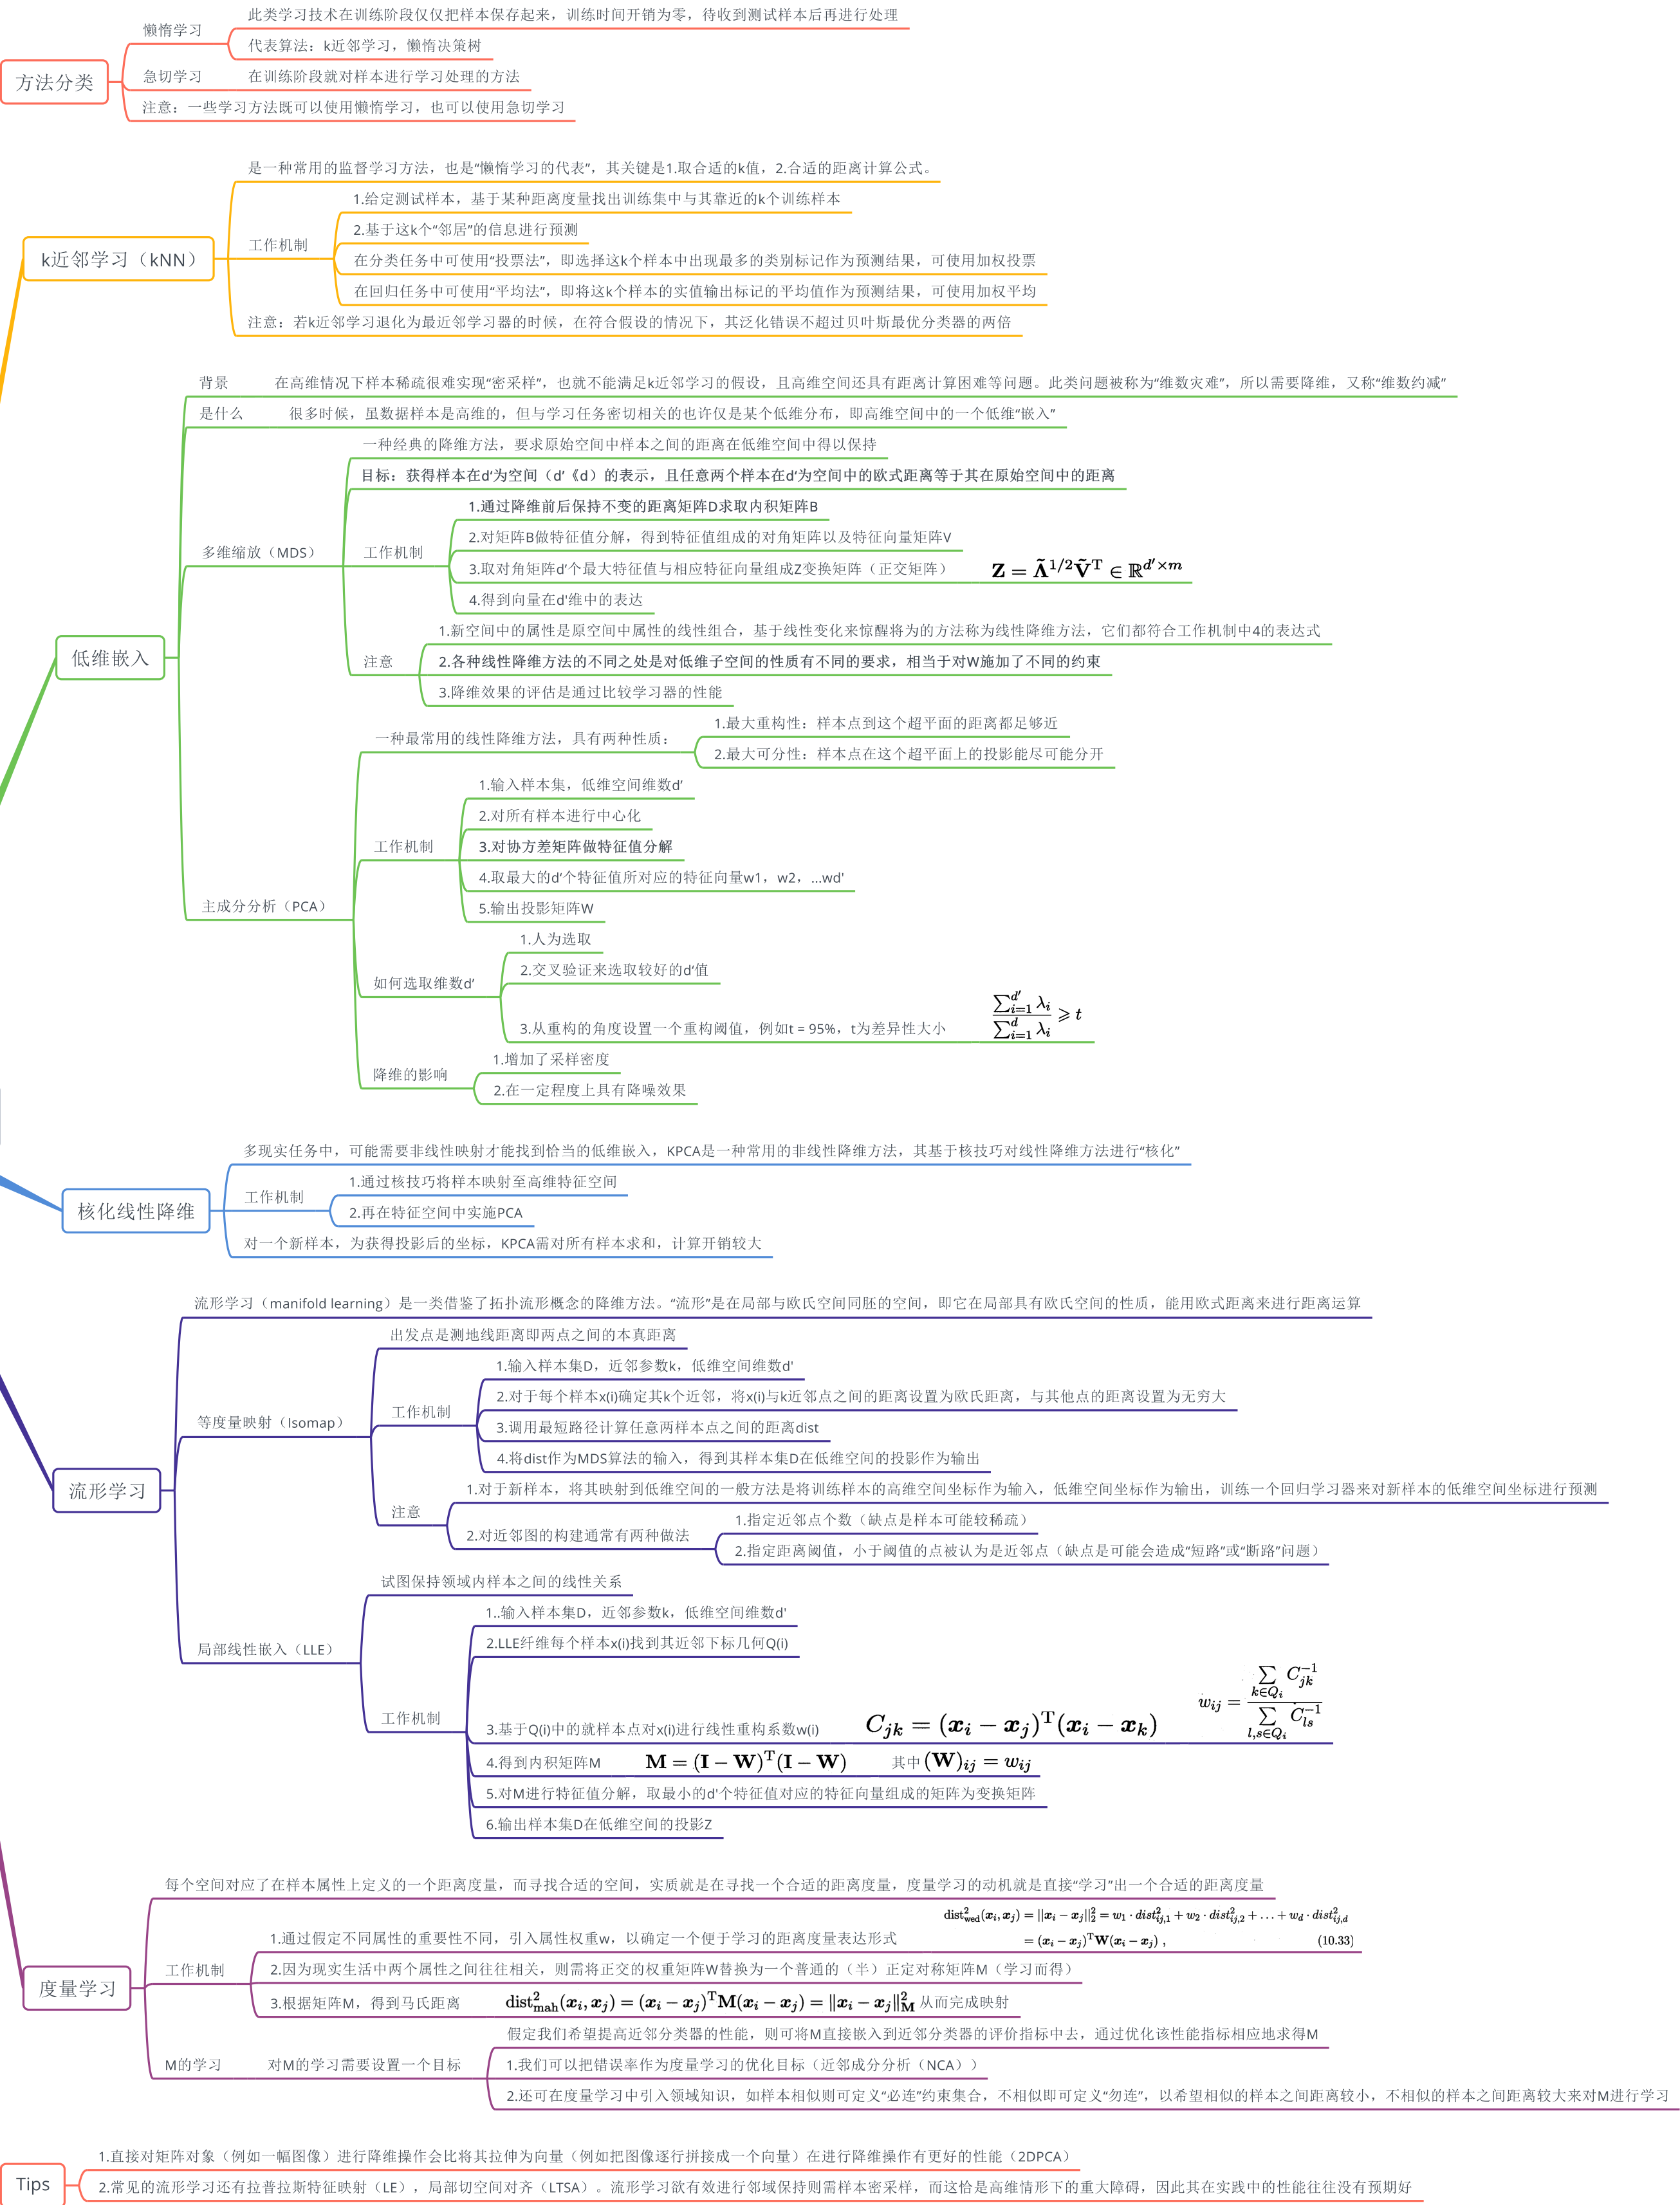 方法分类
懒惰学习
此类学习技术在训练阶段仅仅把样本保存起来，训练时间开销为零，待收到测试样本后再进行处理
代表算法：k近邻学习，懒惰决策树
急切学习
在训练阶段就对样本进行学习处理的方法
注意：一些学习方法既可以使用懒惰学习，也可以使用急切学习
k近邻学习（kNN）
是一种常用的监督学习方法，也是“懒惰学习的代表”，其关键是1.取合适的k值，2.合适的距离计算公式。
工作机制
1.给定测试样本，基于某种距离度量找出训练集中与其靠近的k个训练样本
2.基于这k个“邻居”的信息进行预测
在分类任务中可使用“投票法”，即选择这k个样本中出现最多的类别标记作为预测结果，可使用加权投票
在回归任务中可使用“平均法”，即将这k个样本的实值输出标记的平均值作为预测结果，可使用加权平均
注意：若k近邻学习退化为最近邻学习器的时候，在符合假设的情况下，其泛化错误不超过贝叶斯最优分类器的两倍
低维嵌入
背景
在高维情况下样本稀疏很难实现“密采样”，也就不能满足k近邻学习的假设，且高维空间还具有距离计算困难等问题。此类问题被称为“维数灾难”，所以需要降维，又称“维数约减”
是什么
很多时候，虽数据样本是高维的，但与学习任务密切相关的也许仅是某个低维分布，即高维空间中的一个低维“嵌入”
多维缩放（MDS）
一种经典的降维方法，要求原始空间中样本之间的距离在低维空间中得以保持
目标：获得样本在d‘为空间（d’《d）的表示，且任意两个样本在d‘为空间中的欧式距离等于其在原始空间中的距离
工作机制
1.通过降维前后保持不变的距离矩阵D求取内积矩阵B
2.对矩阵B做特征值分解，得到特征值组成的对角矩阵以及特征向量矩阵V
3.取对角矩阵d‘个最大特征值与相应特征向量组成Z变换矩阵（正交矩阵） Z = Λ̃^{1/2}Ṽ^T ∈ ℝ^{d'×m}
4.得到向量在d'维中的表达
注意
1.新空间中的属性是原空间中属性的线性组合，基于线性变化来惊醒将为的方法称为线性降维方法，它们都符合工作机制中4的表达式
2.各种线性降维方法的不同之处是对低维子空间的性质有不同的要求，相当于对W施加了不同的约束
3.降维效果的评估是通过比较学习器的性能
主成分分析（PCA）
一种最常用的线性降维方法，具有两种性质：
1.最大重构性：样本点到这个超平面的距离都足够近
2.最大可分性：样本点在这个超平面上的投影能尽可能分开
工作机制
1.输入样本集，低维空间维数d’
2.对所有样本进行中心化
3.对协方差矩阵做特征值分解
4.取最大的d‘个特征值所对应的特征向量w1，w2，...wd'
5.输出投影矩阵W
如何选取维数d’
1.人为选取
2.交叉验证来选取较好的d‘值
3.从重构的角度设置一个重构阈值，例如t = 95%，t为差异性大小 \frac{\sum_{i=1}^{d'} λ_i}{\sum_{i=1}^{d} λ_i} ⩾ t
降维的影响
1.增加了采样密度
2.在一定程度上具有降噪效果
核化线性降维
多现实任务中，可能需要非线性映射才能找到恰当的低维嵌入，KPCA是一种常用的非线性降维方法，其基于核技巧对线性降维方法进行“核化”
工作机制
1.通过核技巧将样本映射至高维特征空间
2.再在特征空间中实施PCA
对一个新样本，为获得投影后的坐标，KPCA需对所有样本求和，计算开销较大
流形学习
流形学习（manifold learning）是一类借鉴了拓扑流形概念的降维方法。“流形”是在局部与欧氏空间同胚的空间，即它在局部具有欧氏空间的性质，能用欧式距离来进行距离运算
等度量映射（Isomap）
出发点是测地线距离即两点之间的本真距离
工作机制
1.输入样本集D，近邻参数k，低维空间维数d'
2.对于每个样本x(i)确定其k个近邻，将x(i)与k近邻点之间的距离设置为欧氏距离，与其他点的距离设置为无穷大
3.调用最短路径计算任意两样本点之间的距离dist
4.将dist作为MDS算法的输入，得到其样本集D在低维空间的投影作为输出
注意
1.对于新样本，将其映射到低维空间的一般方法是将训练样本的高维空间坐标作为输入，低维空间坐标作为输出，训练一个回归学习器来对新样本的低维空间坐标进行预测
2.对近邻图的构建通常有两种做法
1.指定近邻点个数（缺点是样本可能较稀疏）
2.指定距离阈值，小于阈值的点被认为是近邻点（缺点是可能会造成“短路”或“断路”问题）
局部线性嵌入（LLE）
试图保持领域内样本之间的线性关系
工作机制
1..输入样本集D，近邻参数k，低维空间维数d'
2.LLE纤维每个样本x(i)找到其近邻下标几何Q(i)
3.基于Q(i)中的就样本点对x(i)进行线性重构系数w(i) C_{jk} = (x_i − x_j)^T(x_i − x_k) w_{ij} = \frac{\sum_{k∈Q_i} C_{jk}^{-1}}{\sum_{l,s∈Q_i} C_{ls}^{-1}}
4.得到内积矩阵M M = (I − W)^T(I − W) 其中 (W)_{ij} = w_{ij}
5.对M进行特征值分解，取最小的d'个特征值对应的特征向量组成的矩阵为变换矩阵
6.输出样本集D在低维空间的投影Z
度量学习
每个空间对应了在样本属性上定义的一个距离度量，而寻找合适的空间，实质就是在寻找一个合适的距离度量，度量学习的动机就是直接“学习”出一个合适的距离度量
工作机制
1.通过假定不同属性的重要性不同，引入属性权重w，以确定一个便于学习的距离度量表达形式
dist²_{wed}(x_i, x_j) = ||x_i − x_j||²₂ = w_1 · dist²_{ij,1} + w_2 · dist²_{ij,2} + … + w_d · dist²_{ij,d}
= (x_i − x_j)^T W(x_i − x_j) , (10.33)
2.因为现实生活中两个属性之间往往相关，则需将正交的权重矩阵W替换为一个普通的（半）正定对称矩阵M（学习而得）
3.根据矩阵M，得到马氏距离 dist²_{mah}(x_i, x_j) = (x_i − x_j)^T M(x_i − x_j) = ‖x_i − x_j‖²_M 从而完成映射
M的学习
对M的学习需要设置一个目标
假定我们希望提高近邻分类器的性能，则可将M直接嵌入到近邻分类器的评价指标中去，通过优化该性能指标相应地求得M
1.我们可以把错误率作为度量学习的优化目标（近邻成分分析（NCA））
2.还可在度量学习中引入领域知识，如样本相似则可定义“必连”约束集合，不相似即可定义“勿连”，以希望相似的样本之间距离较小，不相似的样本之间距离较大来对M进行学习
Tips
1.直接对矩阵对象（例如一幅图像）进行降维操作会比将其拉伸为向量（例如把图像逐行拼接成一个向量）在进行降维操作有更好的性能（2DPCA）
2.常见的流形学习还有拉普拉斯特征映射（LE），局部切空间对齐（LTSA）。流形学习欲有效进行邻域保持则需样本密采样，而这恰是高维情形下的重大障碍，因此其在实践中的性能往往没有预期好